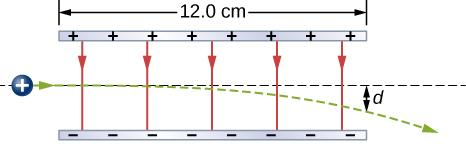 12.0 cm
+ + + + + + +
+
d
− − − − − − − −